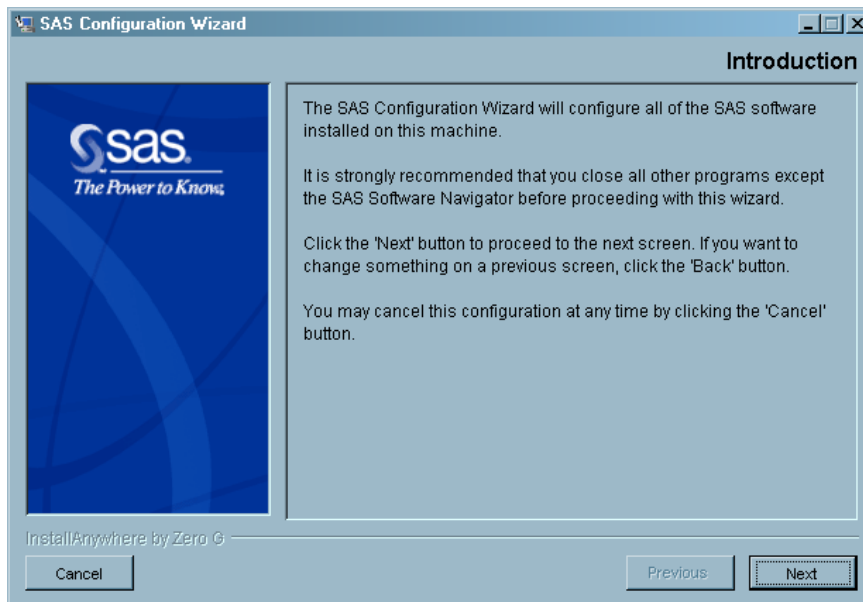 SAS Configuration Wizard
Introduction
sas.
The Power to Know
The SAS Configuration Wizard will configure all of the SAS software
installed on this machine.
It is strongly recommended that you close all other programs except
the SAS Software Navigator before proceeding with this wizard.
Click the 'Next' button to proceed to the next screen. If you want to
change something on a previous screen, click the 'Back' button.
You may cancel this configuration at any time by clicking the 'Cancel'
button.
InstallAnywhere by Zero G
Cancel
Previous
Next